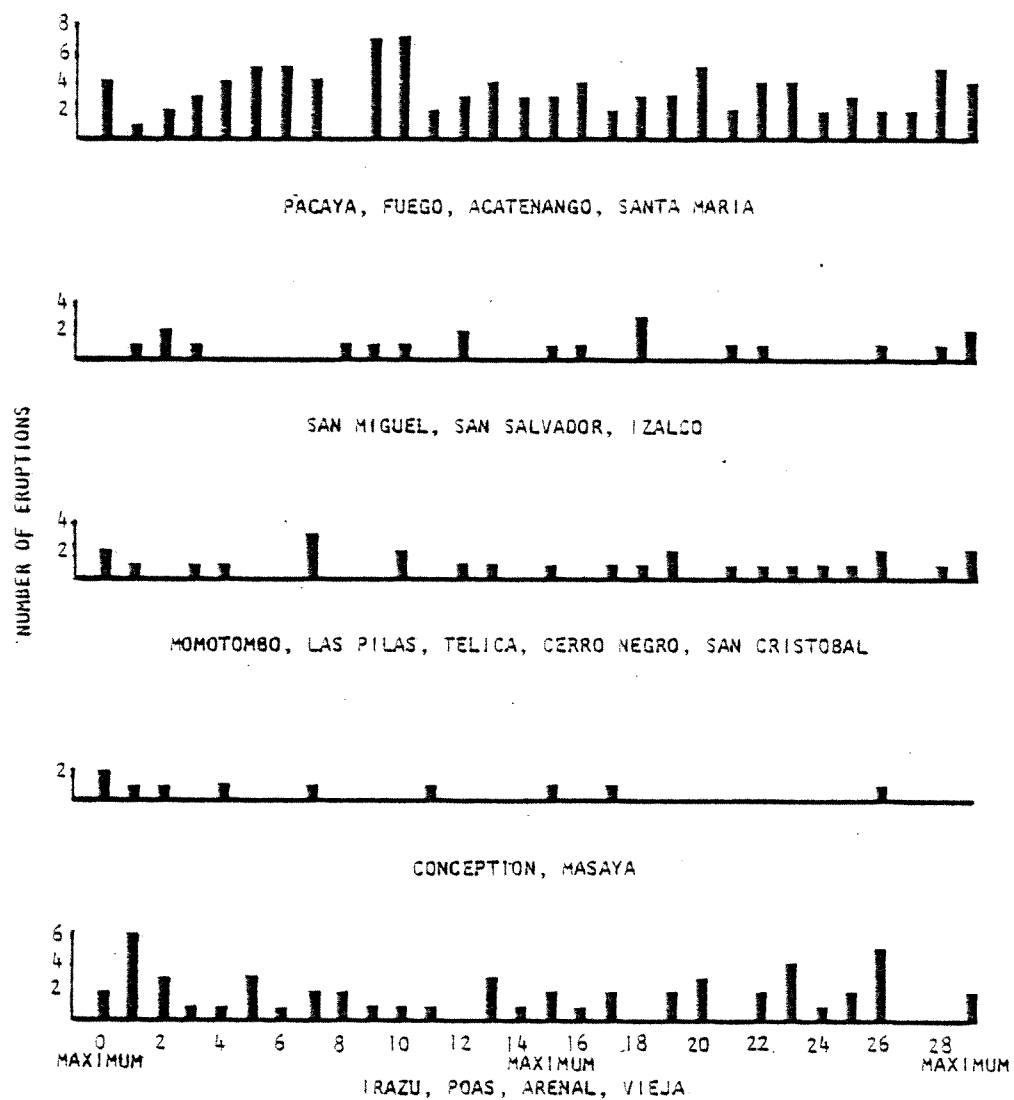 8
6
4
2
PACAYA, FUEGO, ACATENANGO, SANTA MARIA
4
2
SAN MIGUEL, SAN SALVADOR, IZALCO
NUMBER OF ERUPTIONS
4
2
MOMOTOMBO, LAS PILAS, TELICA, CERRO NEGRO, SAN CRISTOBAL
2
CONCEPTION, MASAYA
6
4
2
0 2 4 6 8 10 12 14 16 18 20 22 24 26 28
MAXIMUM MAXIMUM MAXIMUM
IRAZU, POAS, ARENAL, VIEJA